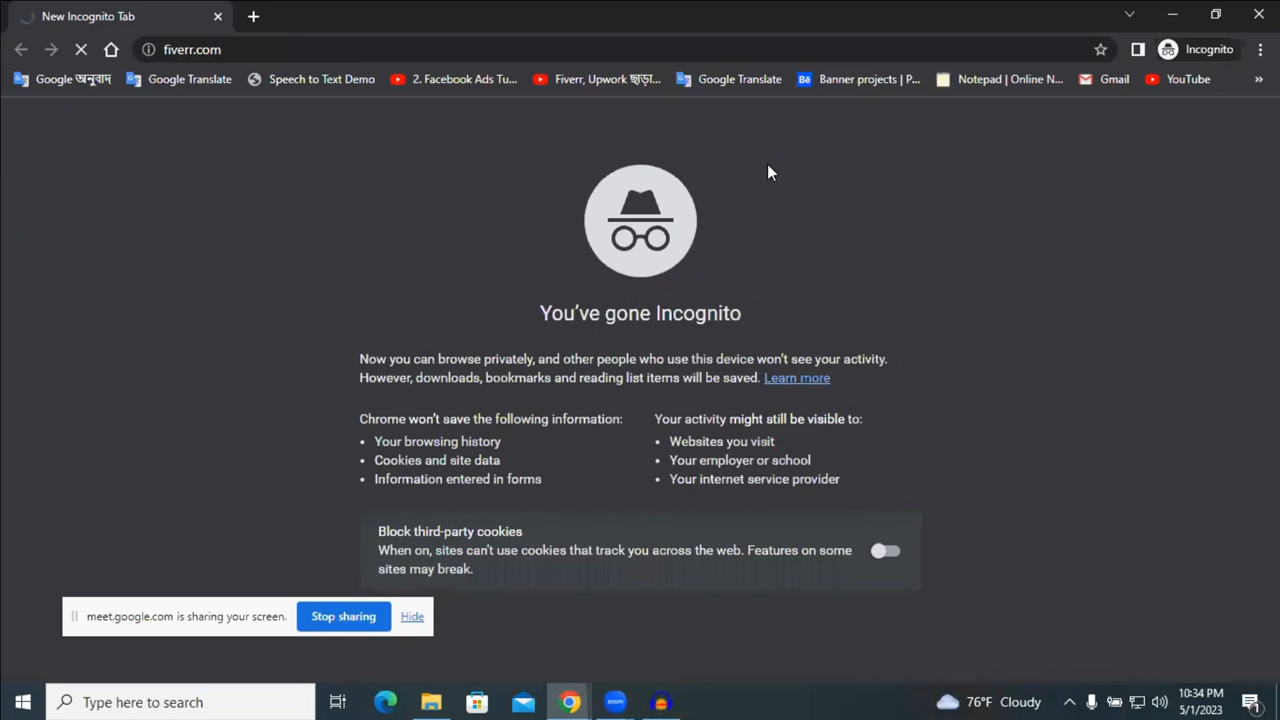 New Incognito Tab
fiverr.com
Incognito
Google অনুবাদ
Google Translate
Speech to Text Demo
2. Facebook Ads Tu...
Fiverr, Upwork ছাড়া...
Google Translate
Bē
Banner projects | P...
Notepad | Online N...
Gmail
YouTube
»
You've gone Incognito
Now you can browse privately, and other people who use this device won't see your activity.
However, downloads, bookmarks and reading list items will be saved. Learn more
Chrome won't save the following information:
• Your browsing history
• Cookies and site data
• Information entered in forms
Your activity might still be visible to:
• Websites you visit
• Your employer or school
• Your internet service provider
Block third-party cookies
When on, sites can't use cookies that track you across the web. Features on some
sites may break.
meet.google.com is sharing your screen.
Stop sharing
Hide
Type here to search
zoom
76°F Cloudy
10:34 PM
5/1/2023
1